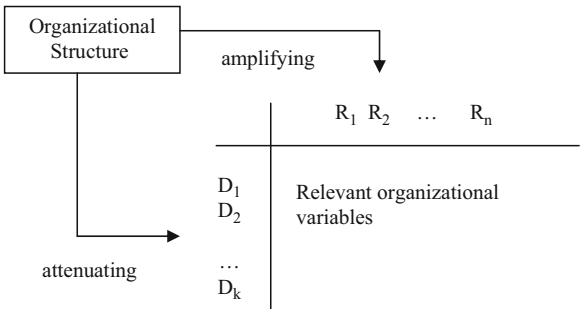 Organizational
Structure
amplifying
R₁ R₂ … Rₙ
D₁
D₂
Relevant organizational
variables
attenuating
…
Dₖ